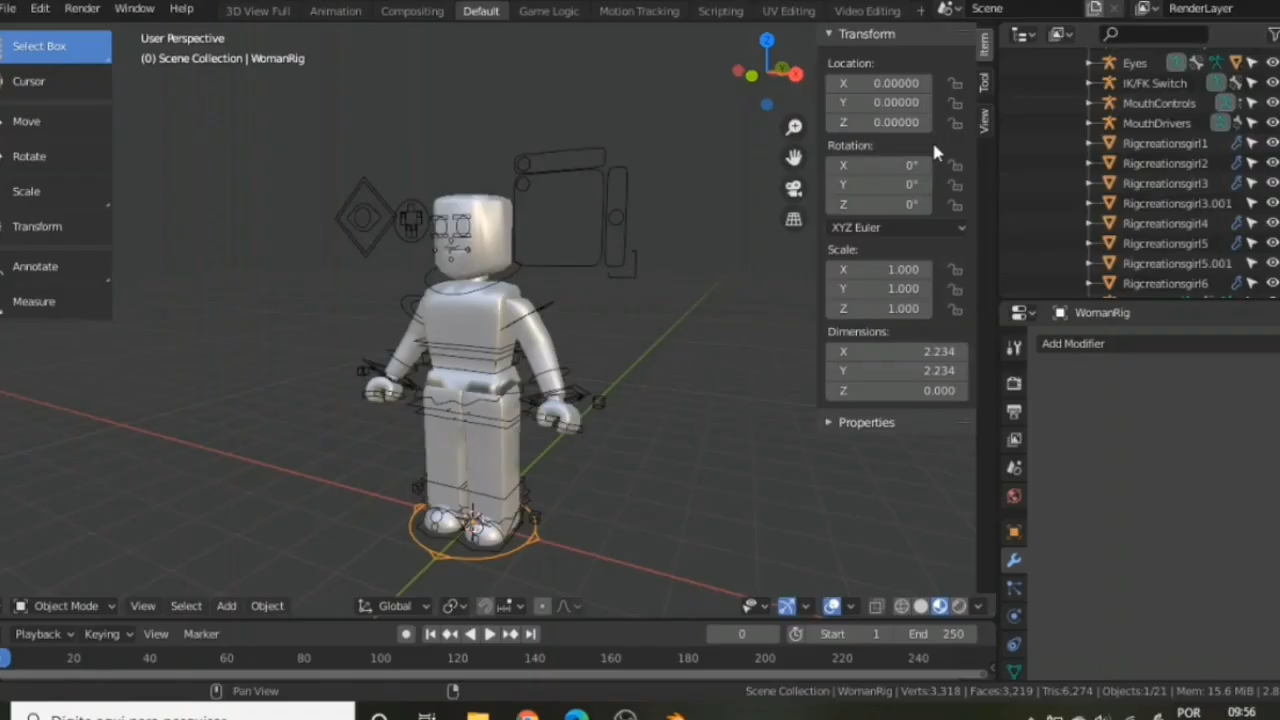 File Edit Render Window Help 3D View Full Animation Compositing Default Game Logic Motion Tracking Scripting UV Editing Video Editing + Scene RenderLayer
Select Box
Cursor
Move
Rotate
Scale
Transform
Annotate
Measure
User Perspective
(0) Scene Collection | WomanRig
Z
Y
X
Transform
Location:
X 0.00000
Y 0.00000
Z 0.00000
Rotation:
X 0°
Y 0°
Z 0°
XYZ Euler
Scale:
X 1.000
Y 1.000
Z 1.000
Dimensions:
X 2.234
Y 2.234
Z 0.000
Properties
Item
Tool
View
Eyes
IK/FK Switch
MouthControls
MouthDrivers
Rigcreationsgirl1
Rigcreationsgirl2
Rigcreationsgirl3
Rigcreationsgirl3.001
Rigcreationsgirl4
Rigcreationsgirl5
Rigcreationsgirl5.001
Rigcreationsgirl6
WomanRig
Add Modifier
Object Mode View Select Add Object Global
Playback Keying View Marker 0 Start 1 End 250
20 40 60 80 100 120 140 160 180 200 220 240
Pan View Scene Collection | WomanRig | Verts:3,318 | Faces:3,219 | Tris:6,274 | Objects:1/21 | Mem: 15.6 MiB | 2.8
Digite aqui para pesquisar
POR 09:56